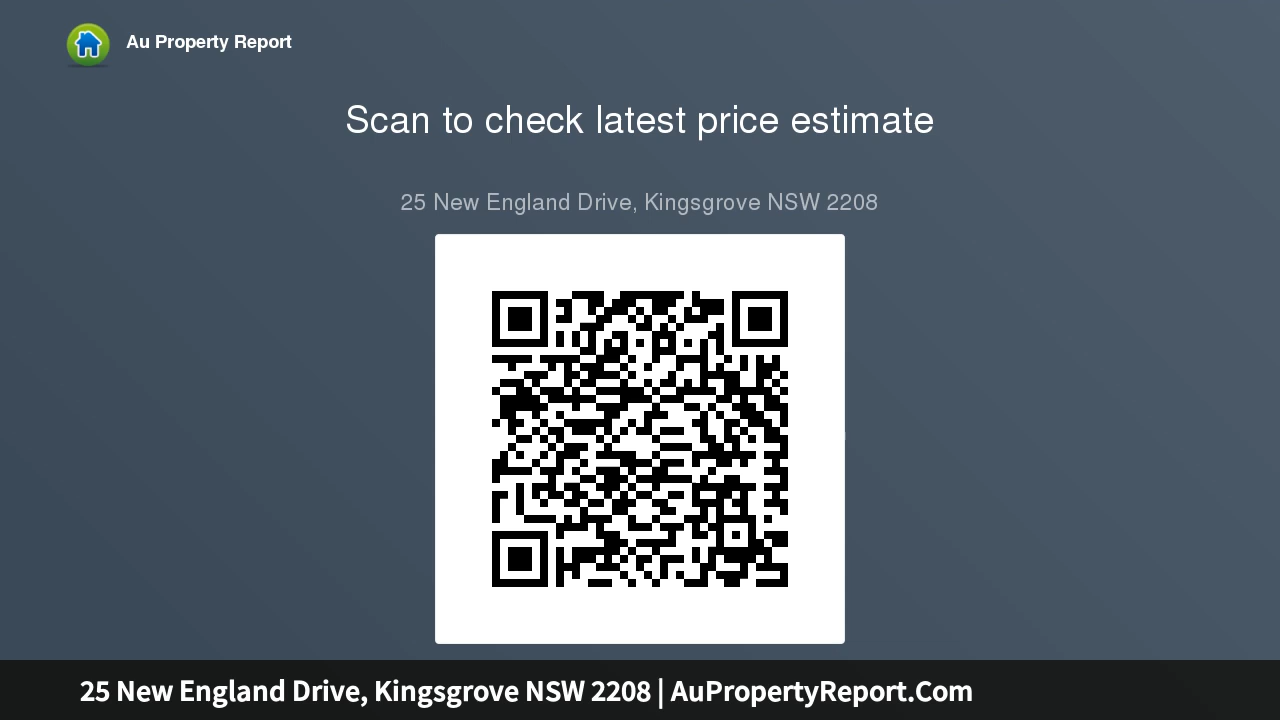 Au Property Report
Scan to check latest price estimate
25 New England Drive, Kingsgrove NSW 2208
25 New England Drive, Kingsgrove NSW 2208 | AuPropertyReport.Com